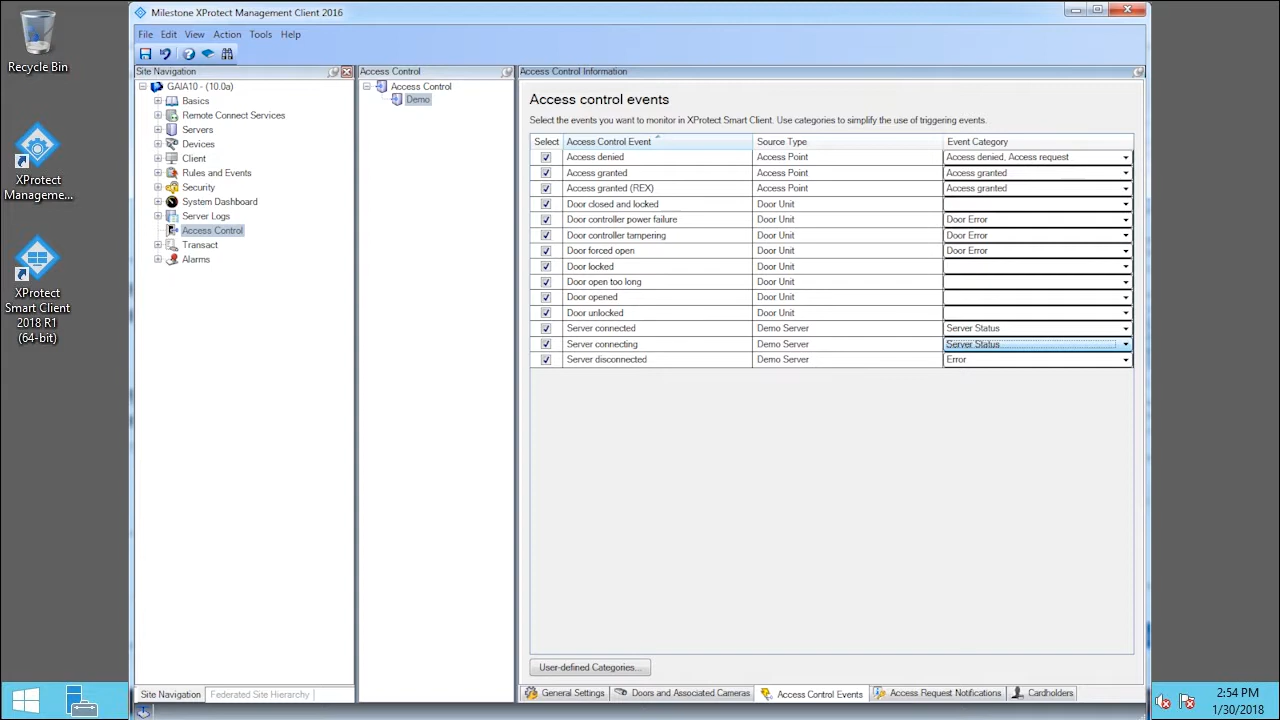 Recycle Bin
XProtect
Manageme...
XProtect
Smart Client
2018 R1
(64-bit)
Milestone XProtect Management Client 2016
File Edit View Action Tools Help
Site Navigation
GAIA10 - (10.0a)
Basics
Remote Connect Services
Servers
Devices
Client
Rules and Events
Security
System Dashboard
Server Logs
Access Control
Transact
Alarms
Site Navigation Federated Site Hierarchy
Access Control
Access Control
Demo
Access Control Information
Access control events
Select the events you want to monitor in XProtect Smart Client. Use categories to simplify the use of triggering events.
Select Access Control Event Source Type Event Category
Access denied Access Point Access denied, Access request
Access granted Access Point Access granted
Access granted (REX) Access Point Access granted
Door closed and locked Door Unit
Door controller power failure Door Unit Door Error
Door controller tampering Door Unit Door Error
Door forced open Door Unit Door Error
Door locked Door Unit
Door open too long Door Unit
Door opened Door Unit
Door unlocked Door Unit
Server connected Demo Server Server Status
Server connecting Demo Server Server Status
Server disconnected Demo Server Error
User-defined Categories...
General Settings Doors and Associated Cameras Access Control Events Access Request Notifications Cardholders
2:54 PM
1/30/2018